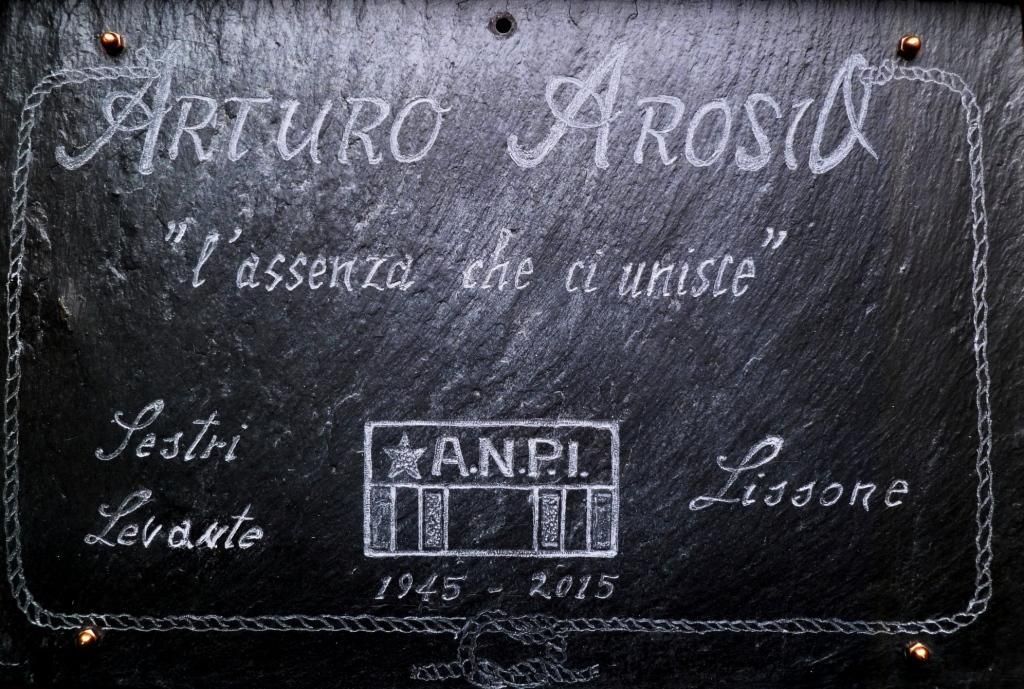 ARTURO AROSIO
"l'assenza che ci unisce"
Sestri
Levante
A.N.P.I.
1945 - 2015
Lissone